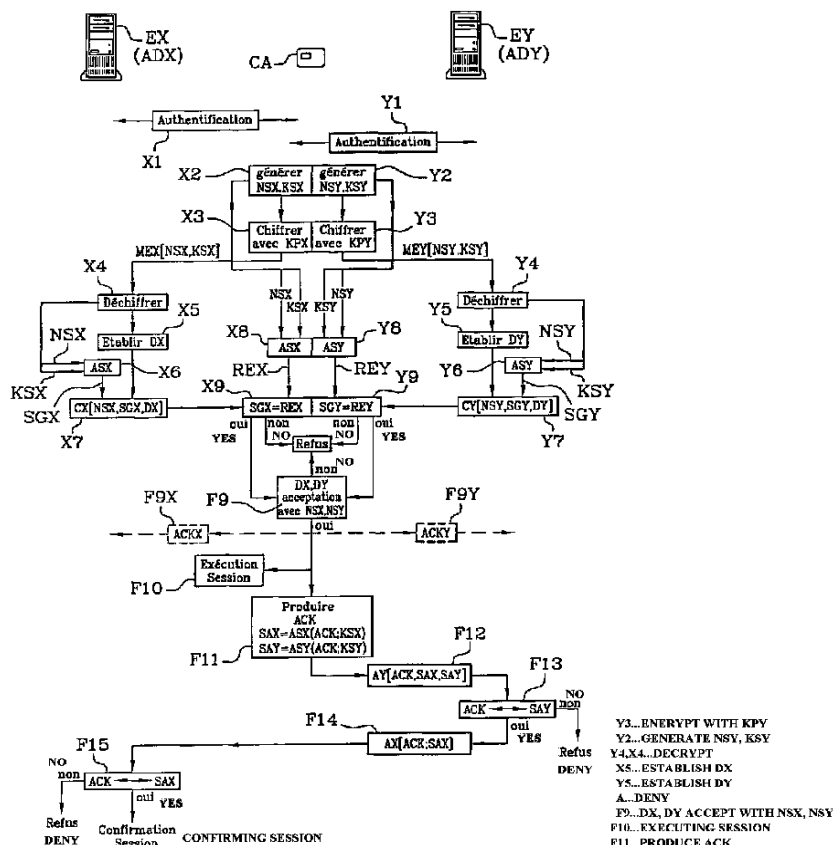 EX
(ADX)
CA
EY
(ADY)
Authentification
X1
Y1
Authentification
X2
générer
NSX,KSX
générer
NSY,KSY
Y2
X3
Chiffrer
avec KPX
Chiffrer
avec KPY
Y3
MEX[NSX,KSX]
MEY[NSY,KSY]
X4
Déchiffrer
NSX
KSX
KSY
NSY
Y4
Déchiffrer
X5
Etablir DX
Y5
Etablir DY
NSX
KSX
ASX
X6
X8
ASX
ASY
Y8
Y6
ASY
NSY
KSY
SGX
REX
REY
SGY
CX[NSX,SGX,DX]
X7
X9
SGX=REX
SGY=REY
Y9
CY[NSY,SGY,DY]
Y7
oui
YES
non
NO
non
NO
oui
YES
Refus
non
NO
F9
DX,DY
acceptation
avec NSX,NSY
oui
F9X
ACKX
F9Y
ACKY
Exécution
Session
F10
Produire
ACK
SAX=ASX(ACK;KSX)
SAY=ASY(ACK;KSY)
F11
F12
AY[ACK,SAX,SAY]
F13
ACK
SAY
NO
non
oui
YES
Refus
DENY
F14
AX[ACK;SAX]
F15
ACK
SAX
NO
non
oui
YES
Refus
DENY
Confirmation
Session
CONFIRMING SESSION
Y3...ENERYPT WITH KPY
Y2...GENERATE NSY, KSY
Y4,X4...DECRYPT
X5...ESTABLISH DX
Y5...ESTABLISH DY
A...DENY
F9...DX, DY ACCEPT WITH NSX, NSY
F10...EXECUTING SESSION
F11...PRODUCE ACK